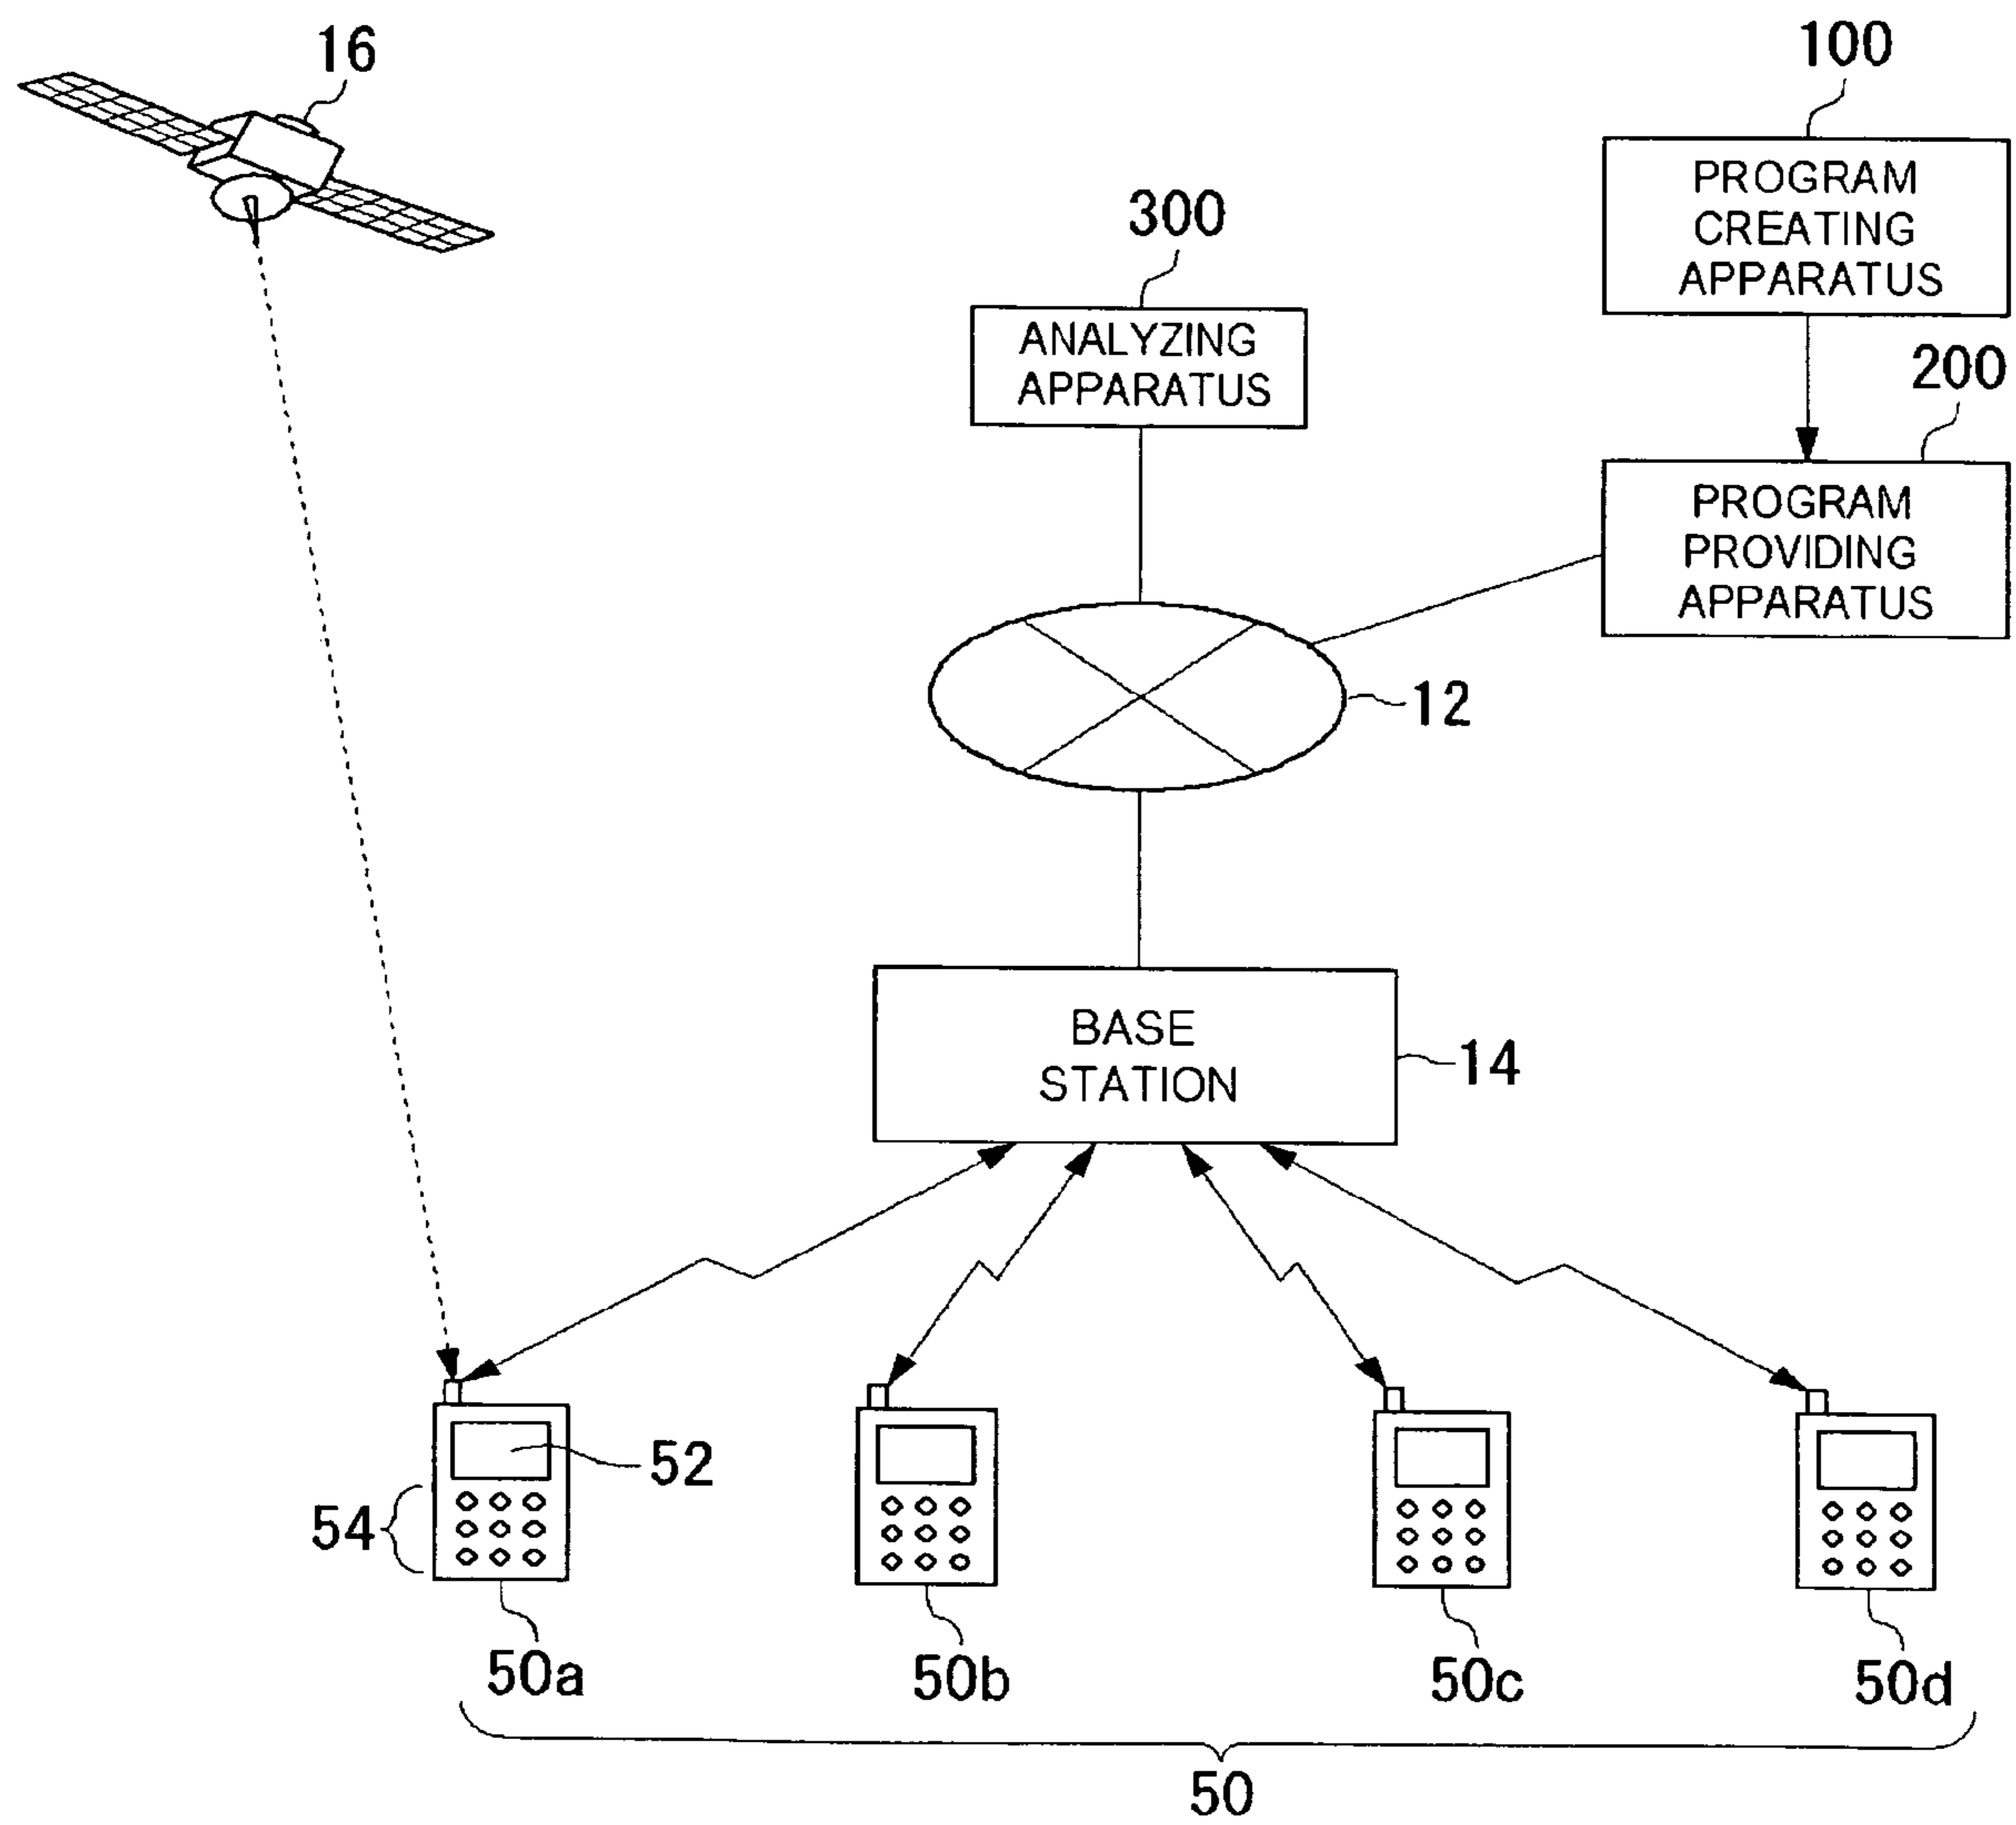 16
100
PROGRAM
CREATING
APPARATUS
300
ANALYZING
APPARATUS
200
PROGRAM
PROVIDING
APPARATUS
12
BASE
STATION
14
52
54
50a
50b
50c
50d
50